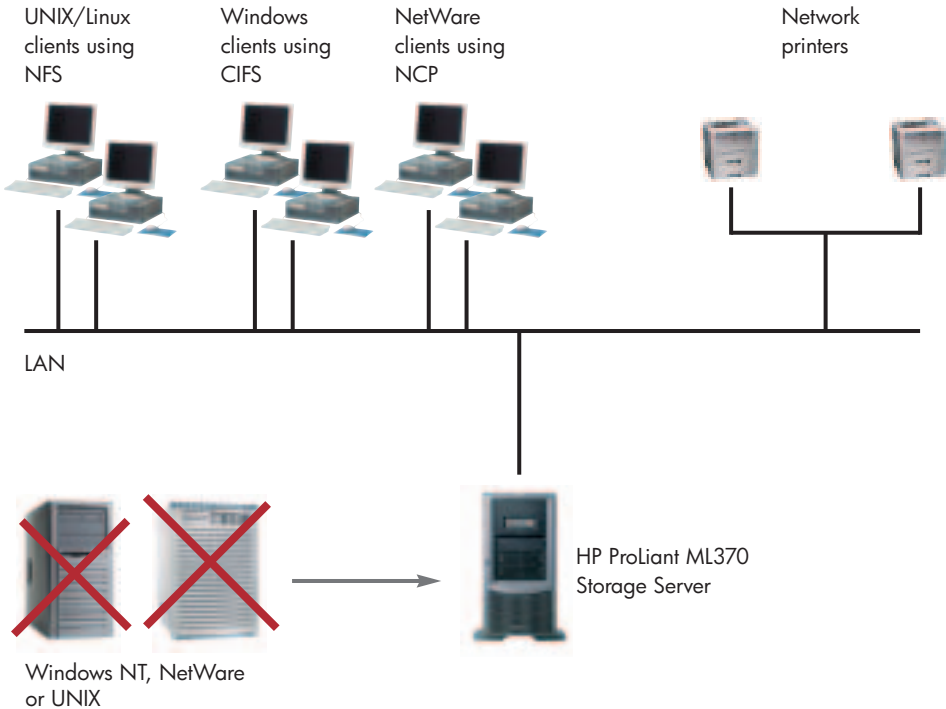 UNIX/Linux
clients using
NFS
Windows
clients using
CIFS
NetWare
clients using
NCP
Network
printers
LAN
HP ProLiant ML370
Storage Server
Windows NT, NetWare
or UNIX